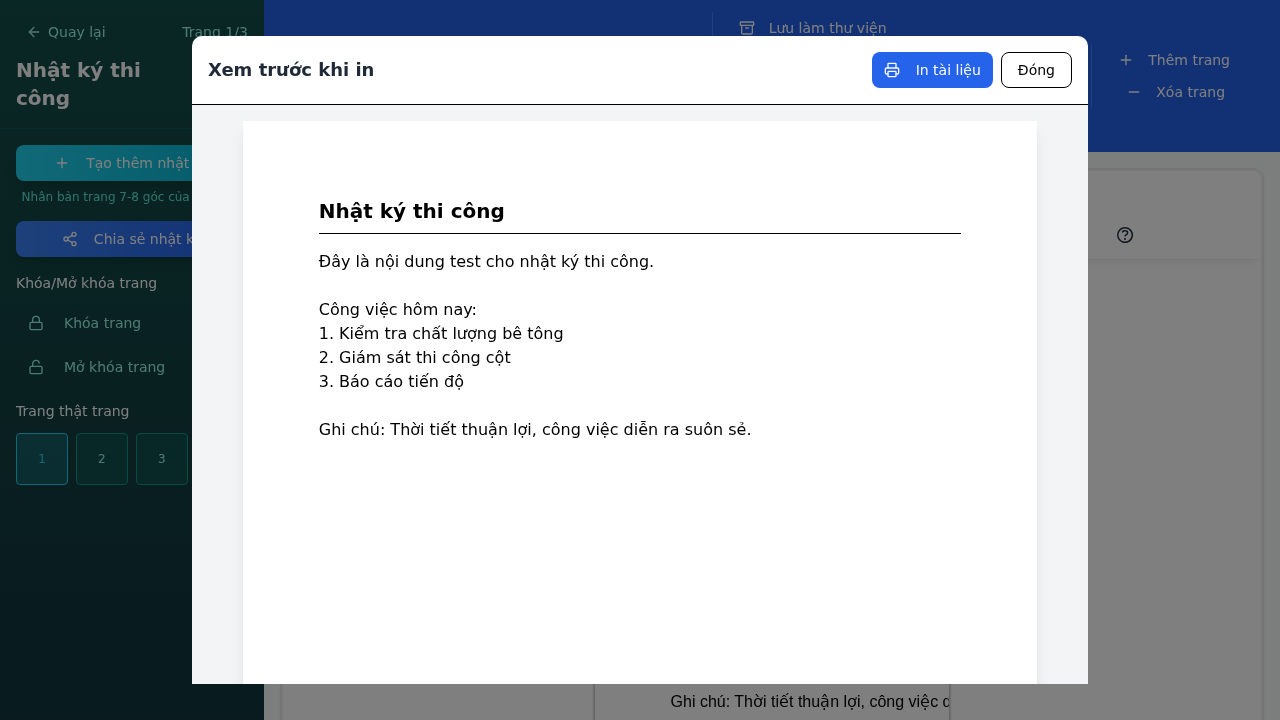 Quay lại
Trang 1/3
Nhật ký thi công
Tạo thêm nhật
Nhân bản trang 7-8 góc của
Chia sẻ nhật k
Khóa/Mở khóa trang
Khóa trang
Mở khóa trang
Trang thật trang
1 2 3
Lưu làm thư viện
Thêm trang
Xóa trang
Xem trước khi in
In tài liệu
Đóng
Nhật ký thi công
Đây là nội dung test cho nhật ký thi công.
Công việc hôm nay:
1. Kiểm tra chất lượng bê tông
2. Giám sát thi công cột
3. Báo cáo tiến độ
Ghi chú: Thời tiết thuận lợi, công việc diễn ra suôn sẻ.
Ghi chú: Thời tiết thuận lợi, công việc d